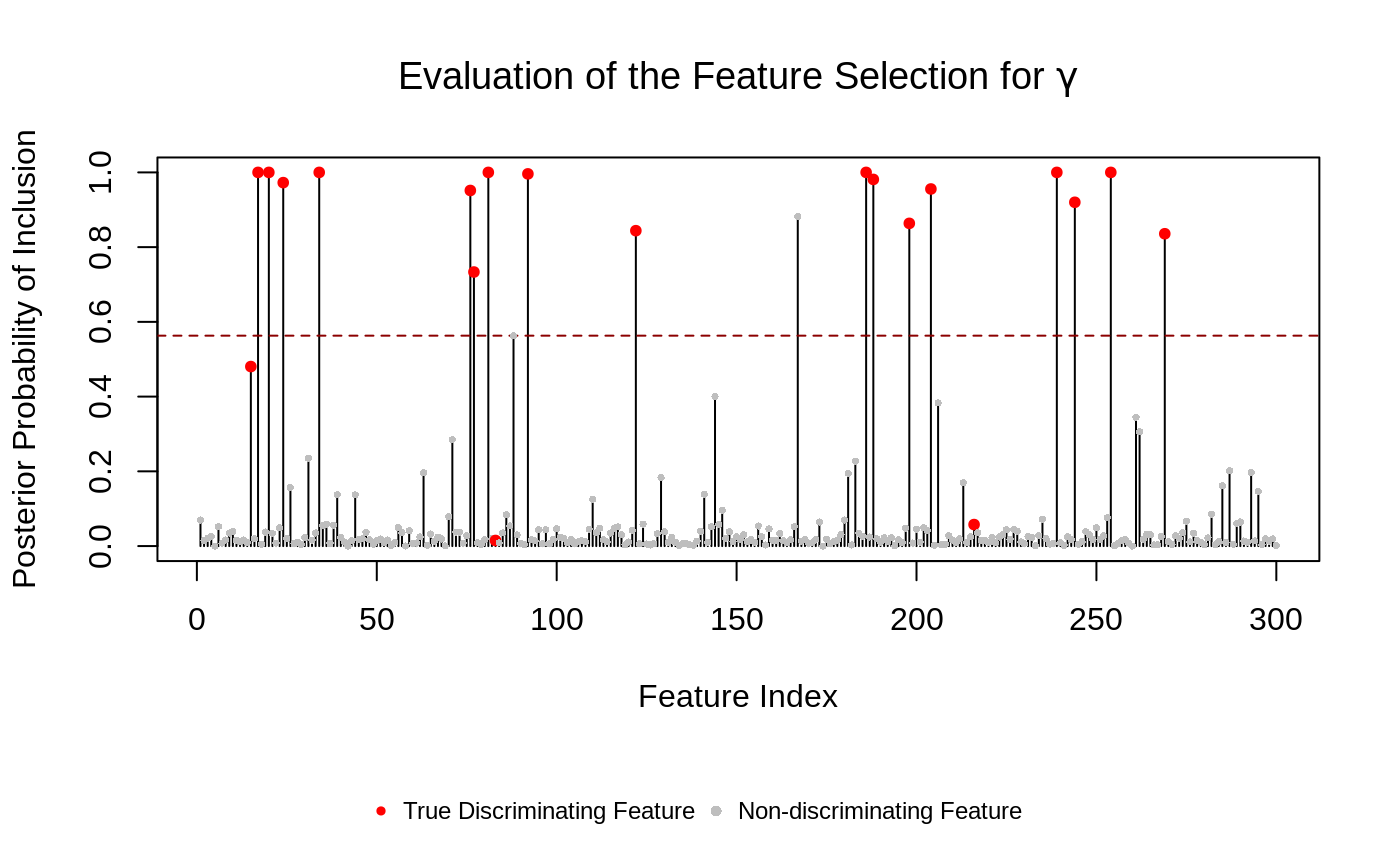 Evaluation of the Feature Selection for γ
Posterior Probability of Inclusion
1.0
0.8
0.6
0.4
0.2
0.0
0 50 100 150 200 250 300
Feature Index
True Discriminating Feature Non-discriminating Feature